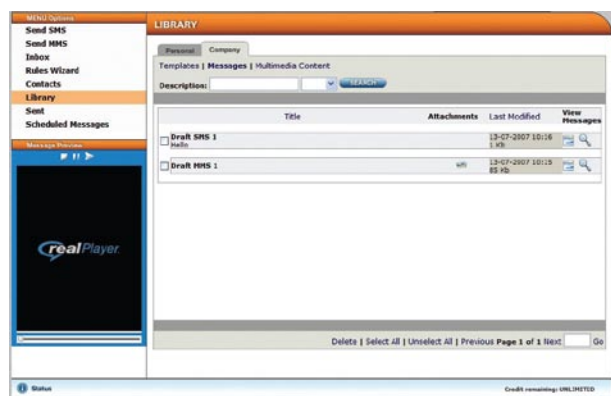 MENU Options
Send SMS
Send MMS
Inbox
Rules Wizard
Contacts
Library
Sent
Scheduled Messages
Message Preview
realPlayer.
LIBRARY
Personal Company
Templates | Messages | Multimedia Content
Description: SEARCH
Title Attachments Last Modified View Messages
Draft SMS 1 13-07-2007 10:16
Hello 1 Kb
Draft MMS 1 13-07-2007 10:15
85 Kb
Delete | Select All | Unselect All | Previous Page 1 of 1 Next Go
Status Credit remaining: UNLIMITED